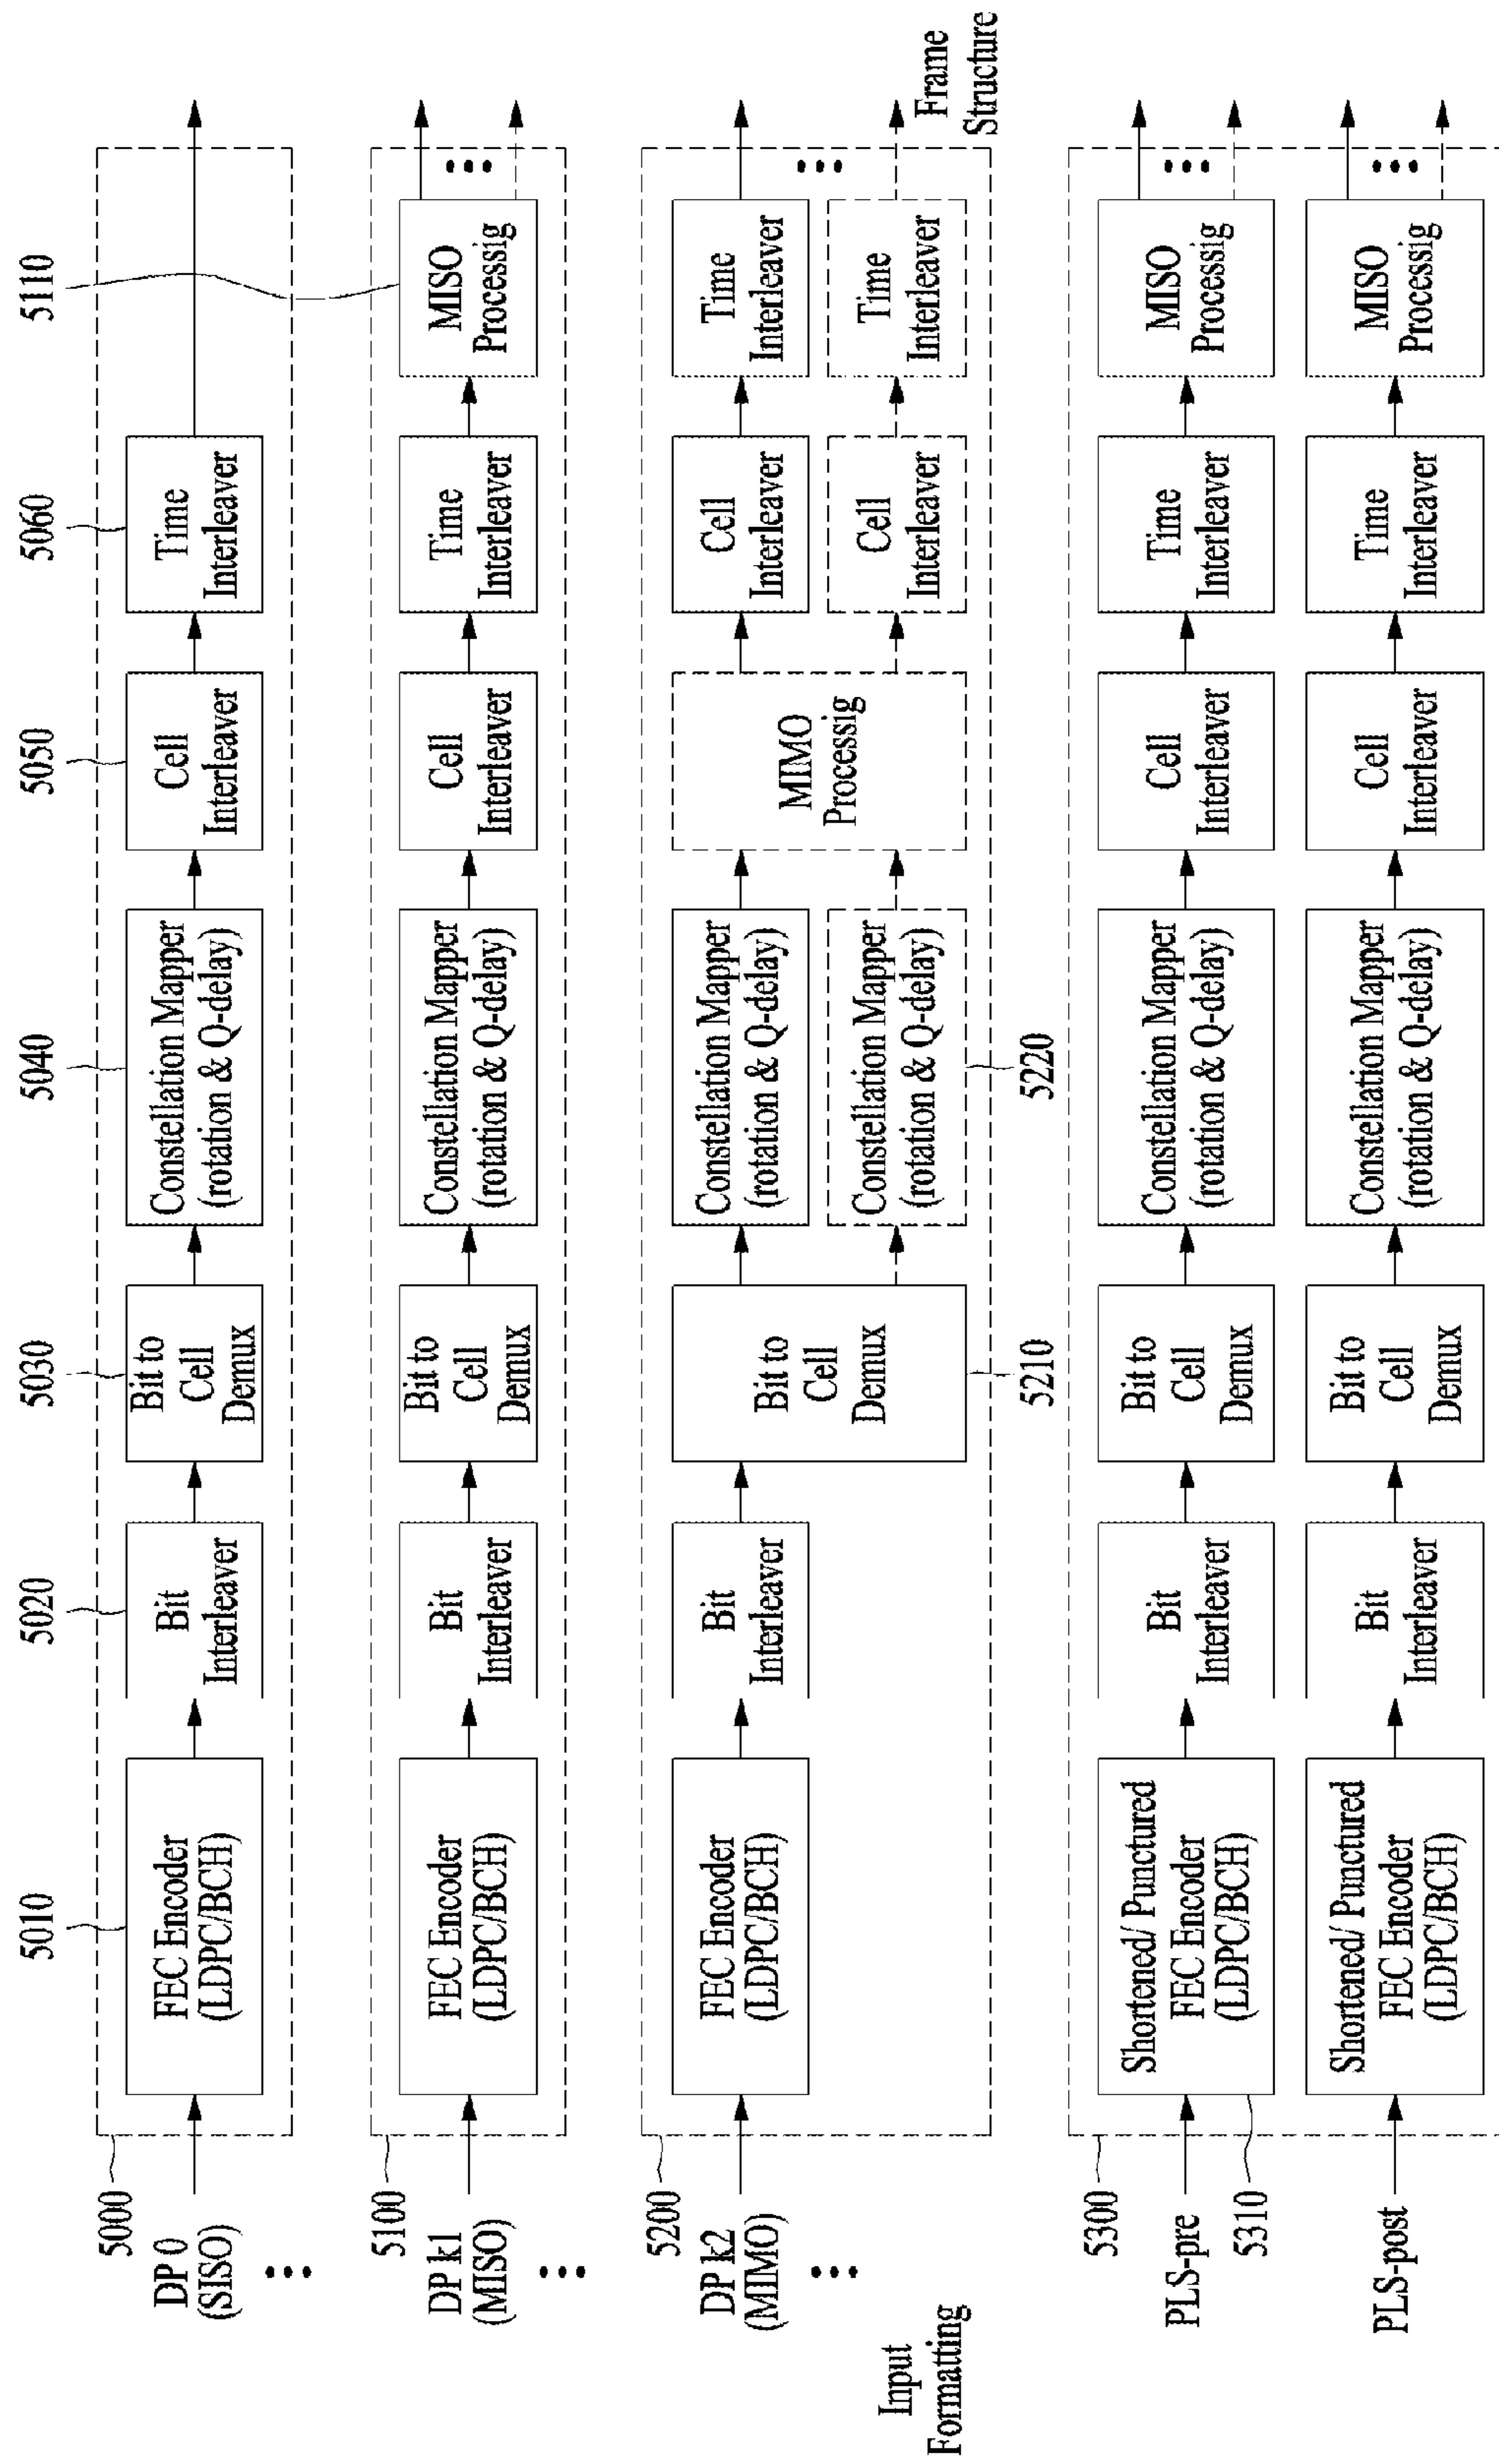 5010
5020
5030
5040
5050
5060
5110
5000
DP 0
(SISO)
FEC Encoder
(LDPC/BCH)
Bit
Interleaver
Bit to
Cell
Demux
Constellation Mapper
(rotation & Q-delay)
Cell
Interleaver
Time
Interleaver
5100
DP k1
(MISO)
FEC Encoder
(LDPC/BCH)
Bit
Interleaver
Bit to
Cell
Demux
Constellation Mapper
(rotation & Q-delay)
Cell
Interleaver
Time
Interleaver
MISO
Processig
5200
DP k2
(MIMO)
FEC Encoder
(LDPC/BCH)
Bit
Interleaver
Bit to
Cell
Demux
Constellation Mapper
(rotation & Q-delay)
Constellation Mapper
(rotation & Q-delay)
MIMO
Processig
Cell
Interleaver
Cell
Interleaver
Time
Interleaver
Time
Interleaver
5210
5220
Input
Formatting
Frame
Structure
5300
PLS-pre
5310
Shortened/ Punctured
FEC Encoder
(LDPC/BCH)
Bit
Interleaver
Bit to
Cell
Demux
Constellation Mapper
(rotation & Q-delay)
Cell
Interleaver
Time
Interleaver
MISO
Processig
PLS-post
Shortened/ Punctured
FEC Encoder
(LDPC/BCH)
Bit
Interleaver
Bit to
Cell
Demux
Constellation Mapper
(rotation & Q-delay)
Cell
Interleaver
Time
Interleaver
MISO
Processig